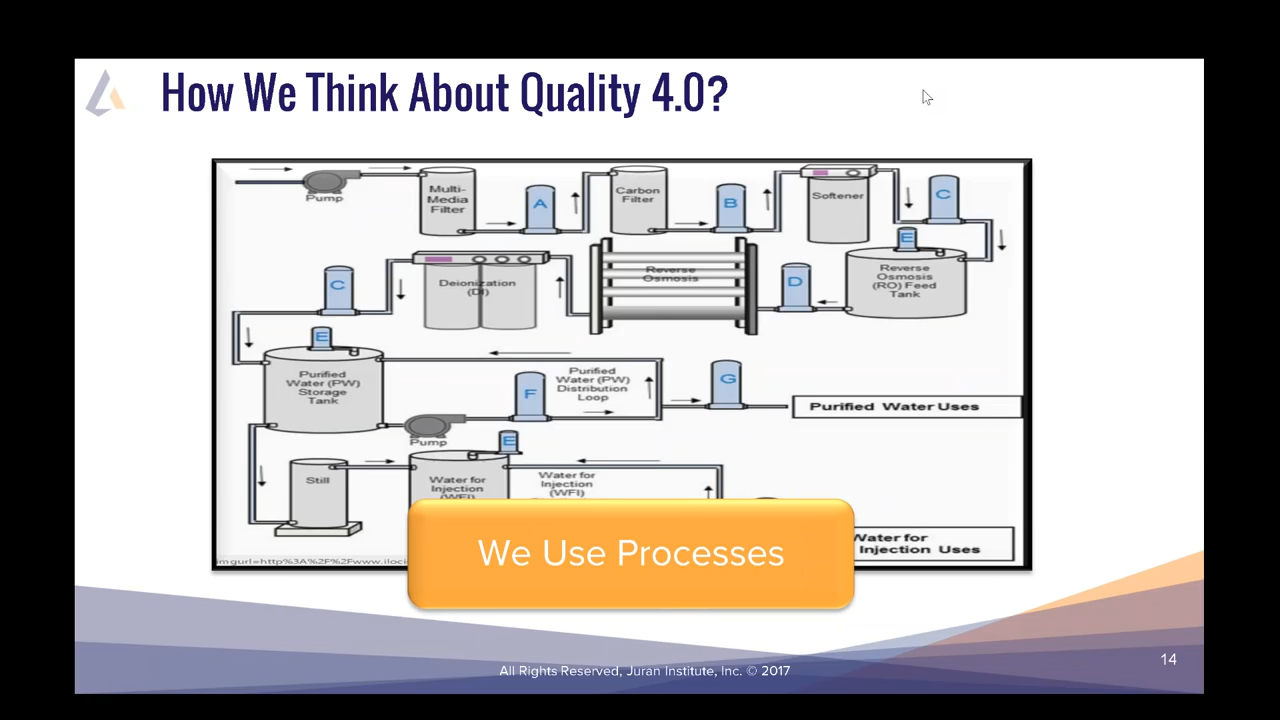 How We Think About Quality 4.0?
Pump
Multi-
Media
Filter
A
Carbon
Filter
B
Softener
C
E
Reverse
Osmosis
(RO) Feed
Tank
D
Reverse
Osmosis
Deionization
(DI)
C
E
Purified
Water (PW)
Storage
Tank
Pump
F
Purified
Water (PW)
Distribution
Loop
G
Purified Water Uses
Still
E
Water for
Injection
(WFI)
Water for
Injection
(WFI)
Water for
Injection Uses
We Use Processes
All Rights Reserved, Juran Institute, Inc. © 2017
14